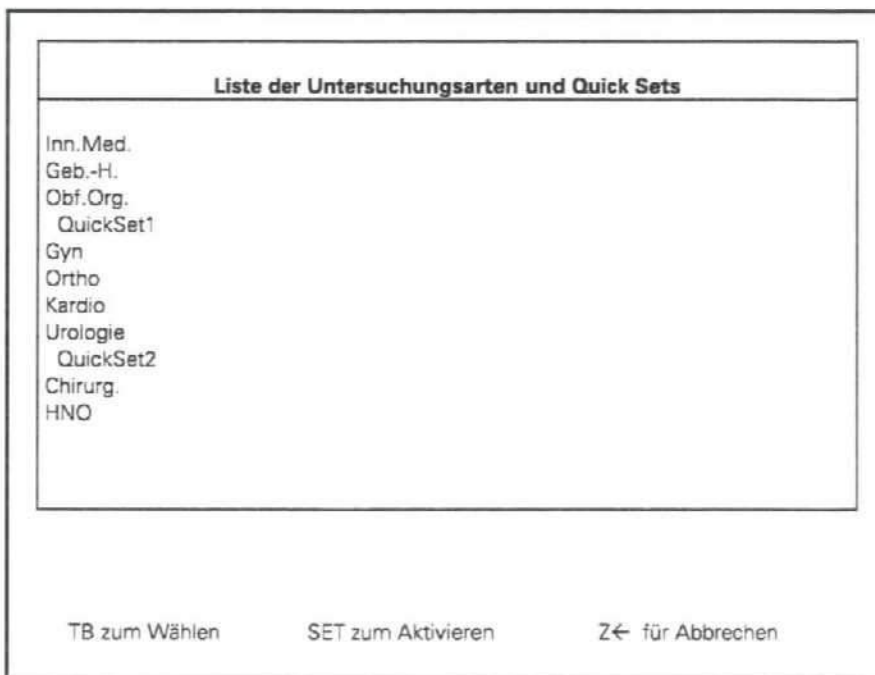 Liste der Untersuchungsarten und Quick Sets
Inn.Med.
Geb.-H.
Obf.Org.
QuickSet1
Gyn
Ortho
Kardio
Urologie
QuickSet2
Chirurg.
HNO
TB zum Wählen SET zum Aktivieren Z← für Abbrechen